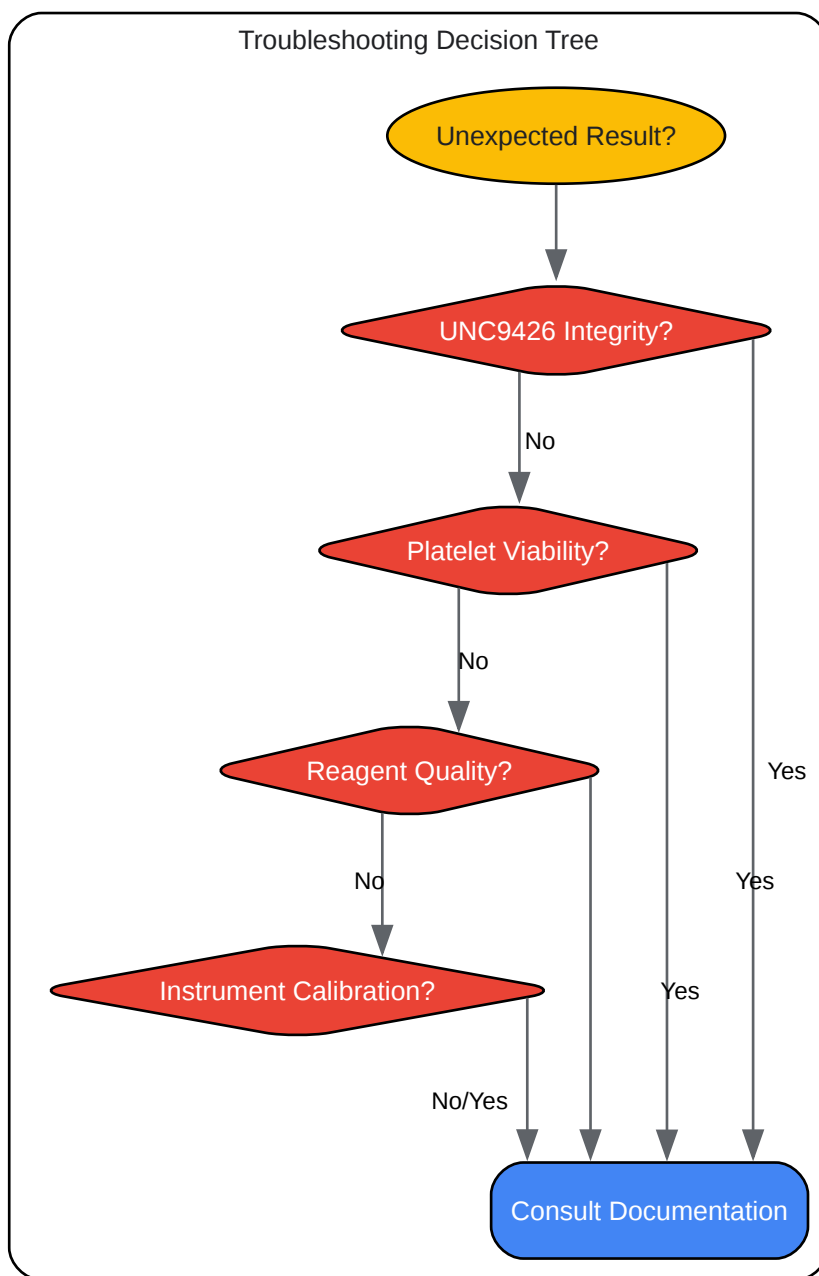 Troubleshooting Decision Tree
Unexpected Result?
UNC9426 Integrity?
No
Platelet Viability?
No
Reagent Quality?
Yes
No
Yes
Instrument Calibration?
Yes
No/Yes
Consult Documentation